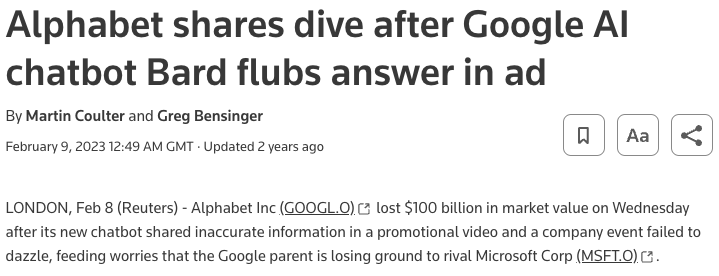 Alphabet shares dive after Google AI
chatbot Bard flubs answer in ad
By Martin Coulter and Greg Bensinger
February 9, 2023 12:49 AM GMT · Updated 2 years ago
Aa
LONDON, Feb 8 (Reuters) - Alphabet Inc (GOOGL.O) lost $100 billion in market value on Wednesday
after its new chatbot shared inaccurate information in a promotional video and a company event failed to
dazzle, feeding worries that the Google parent is losing ground to rival Microsoft Corp (MSFT.O) .